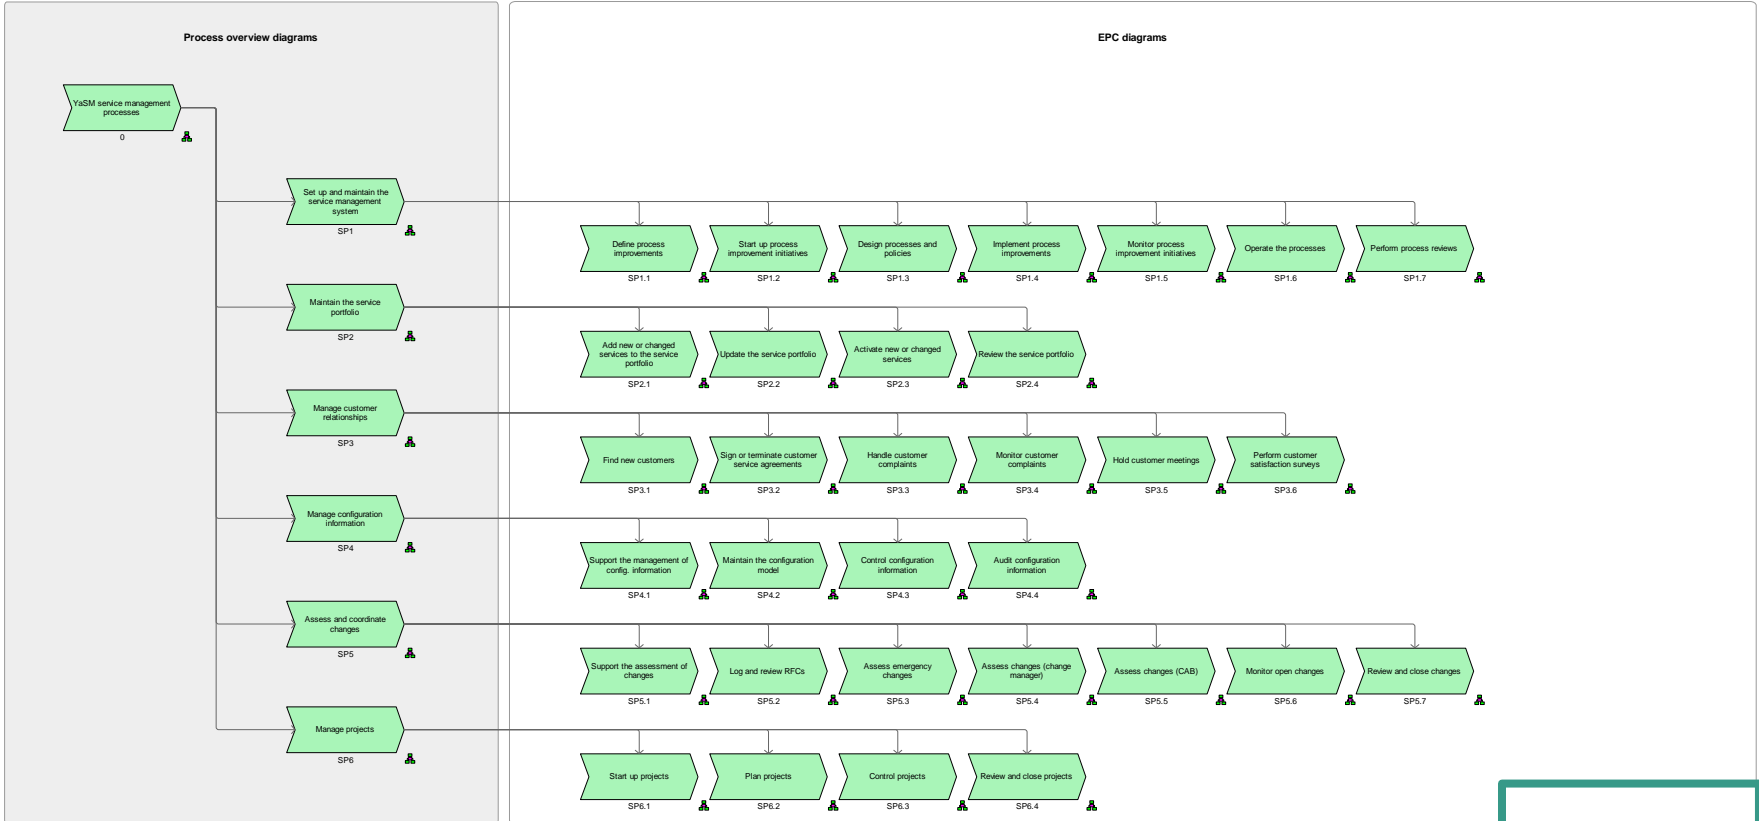 Process overview diagrams
EPC diagrams
YaSM service management
processes
0
Set up and maintain the
service management
system
SP1
Define process
improvements
SP1.1
Start up process
improvement initiatives
SP1.2
Design processes and
policies
SP1.3
Implement process
improvements
SP1.4
Monitor process
improvement initiatives
SP1.5
Operate the processes
SP1.6
Perform process reviews
SP1.7
Maintain the service
portfolio
SP2
Add new or changed
services to the service
portfolio
SP2.1
Update the service portfolio
SP2.2
Activate new or changed
services
SP2.3
Review the service portfolio
SP2.4
Manage customer
relationships
SP3
Find new customers
SP3.1
Sign or terminate customer
service agreements
SP3.2
Handle customer
complaints
SP3.3
Monitor customer
complaints
SP3.4
Hold customer meetings
SP3.5
Perform customer
satisfaction surveys
SP3.6
Manage configuration
information
SP4
Support the management of
config. information
SP4.1
Maintain the configuration
model
SP4.2
Control configuration
information
SP4.3
Audit configuration
information
SP4.4
Assess and coordinate
changes
SP5
Support the assessment of
changes
SP5.1
Log and review RFCs
SP5.2
Assess emergency
changes
SP5.3
Assess changes (change
manager)
SP5.4
Assess changes (CAB)
SP5.5
Monitor open changes
SP5.6
Review and close changes
SP5.7
Manage projects
SP6
Start up projects
SP6.1
Plan projects
SP6.2
Control projects
SP6.3
Review and close projects
SP6.4